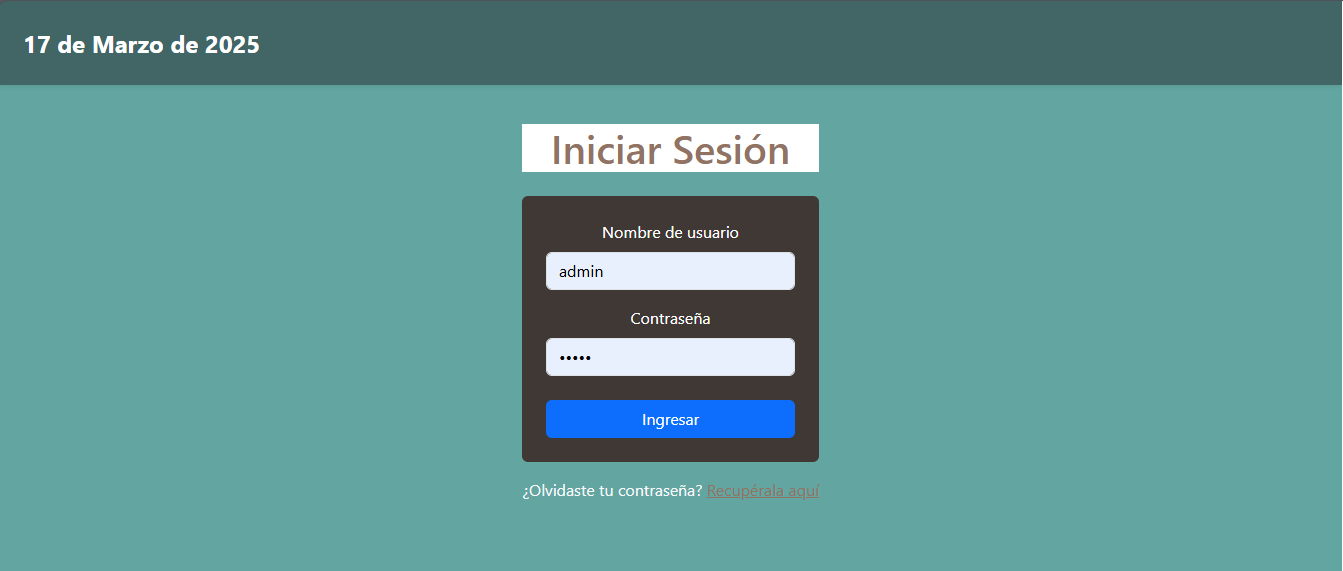 17 de Marzo de 2025
Iniciar Sesión
Nombre de usuario
admin
Contraseña
•••••
Ingresar
¿Olvidaste tu contraseña? Recupérala aquí